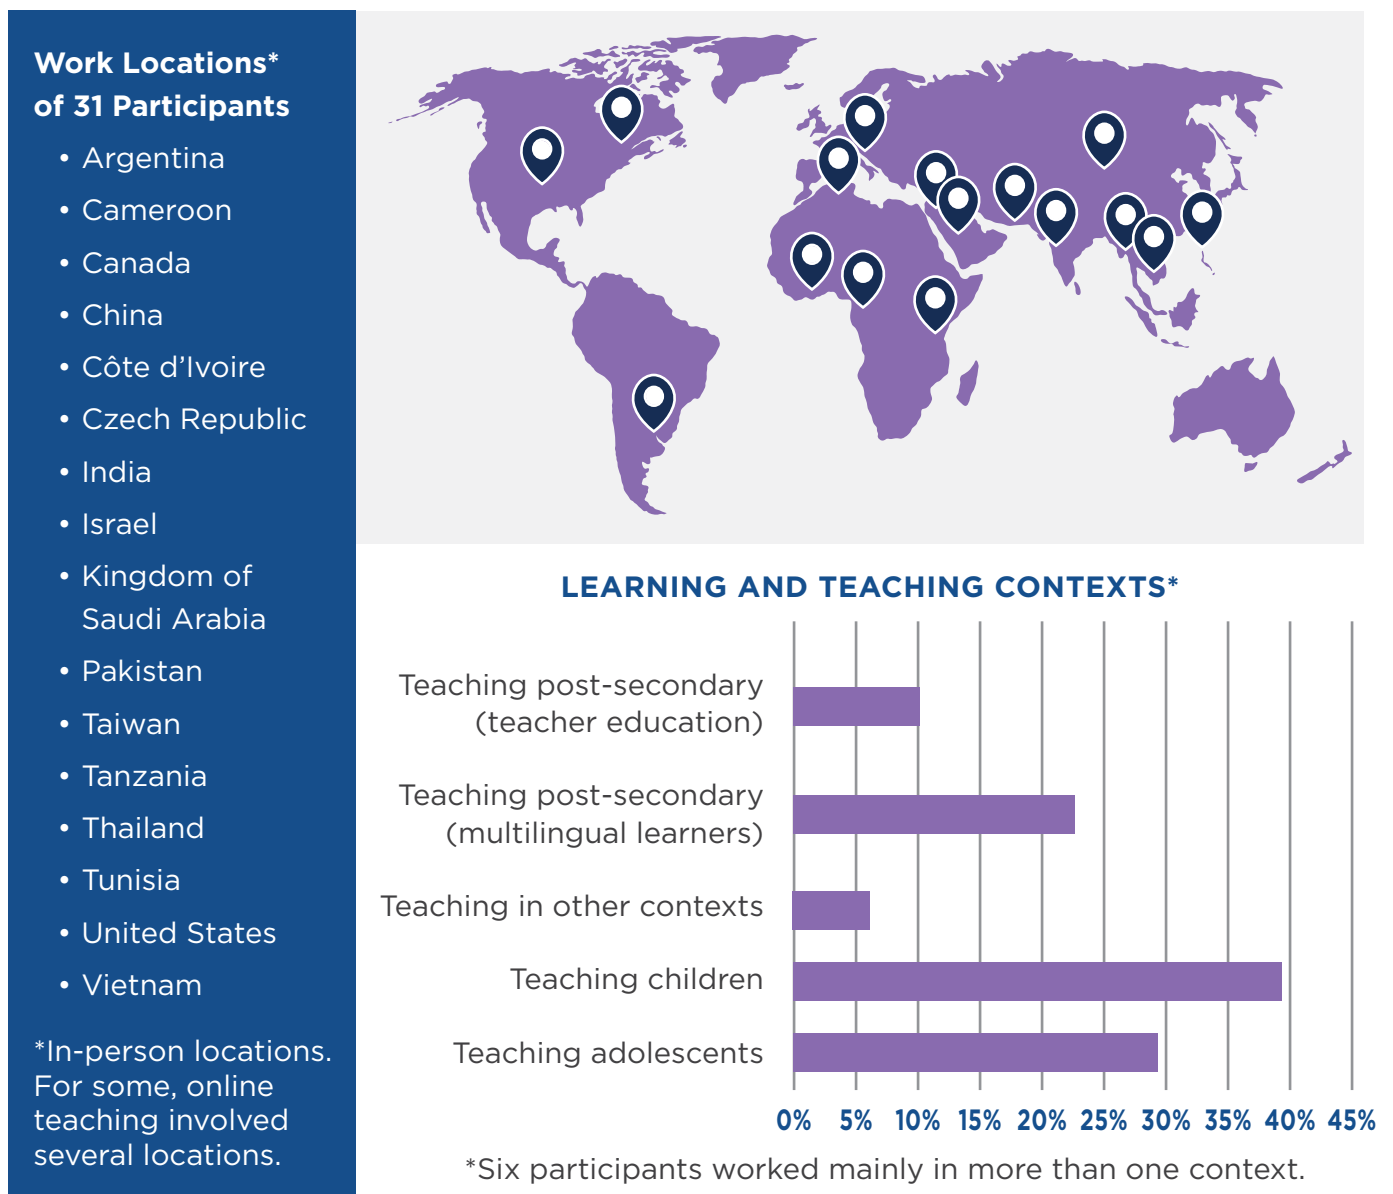 Work Locations*
of 31 Participants
• Argentina
• Cameroon
• Canada
• China
• Côte d’Ivoire
• Czech Republic
• India
• Israel
• Kingdom of
Saudi Arabia
• Pakistan
• Taiwan
• Tanzania
• Thailand
• Tunisia
• United States
• Vietnam
*In-person locations.
For some, online
teaching involved
several locations.
LEARNING AND TEACHING CONTEXTS*
Teaching post-secondary
(teacher education)
Teaching post-secondary
(multilingual learners)
Teaching in other contexts
Teaching children
Teaching adolescents
0% 5% 10% 15% 20% 25% 30% 35% 40% 45%
*Six participants worked mainly in more than one context.